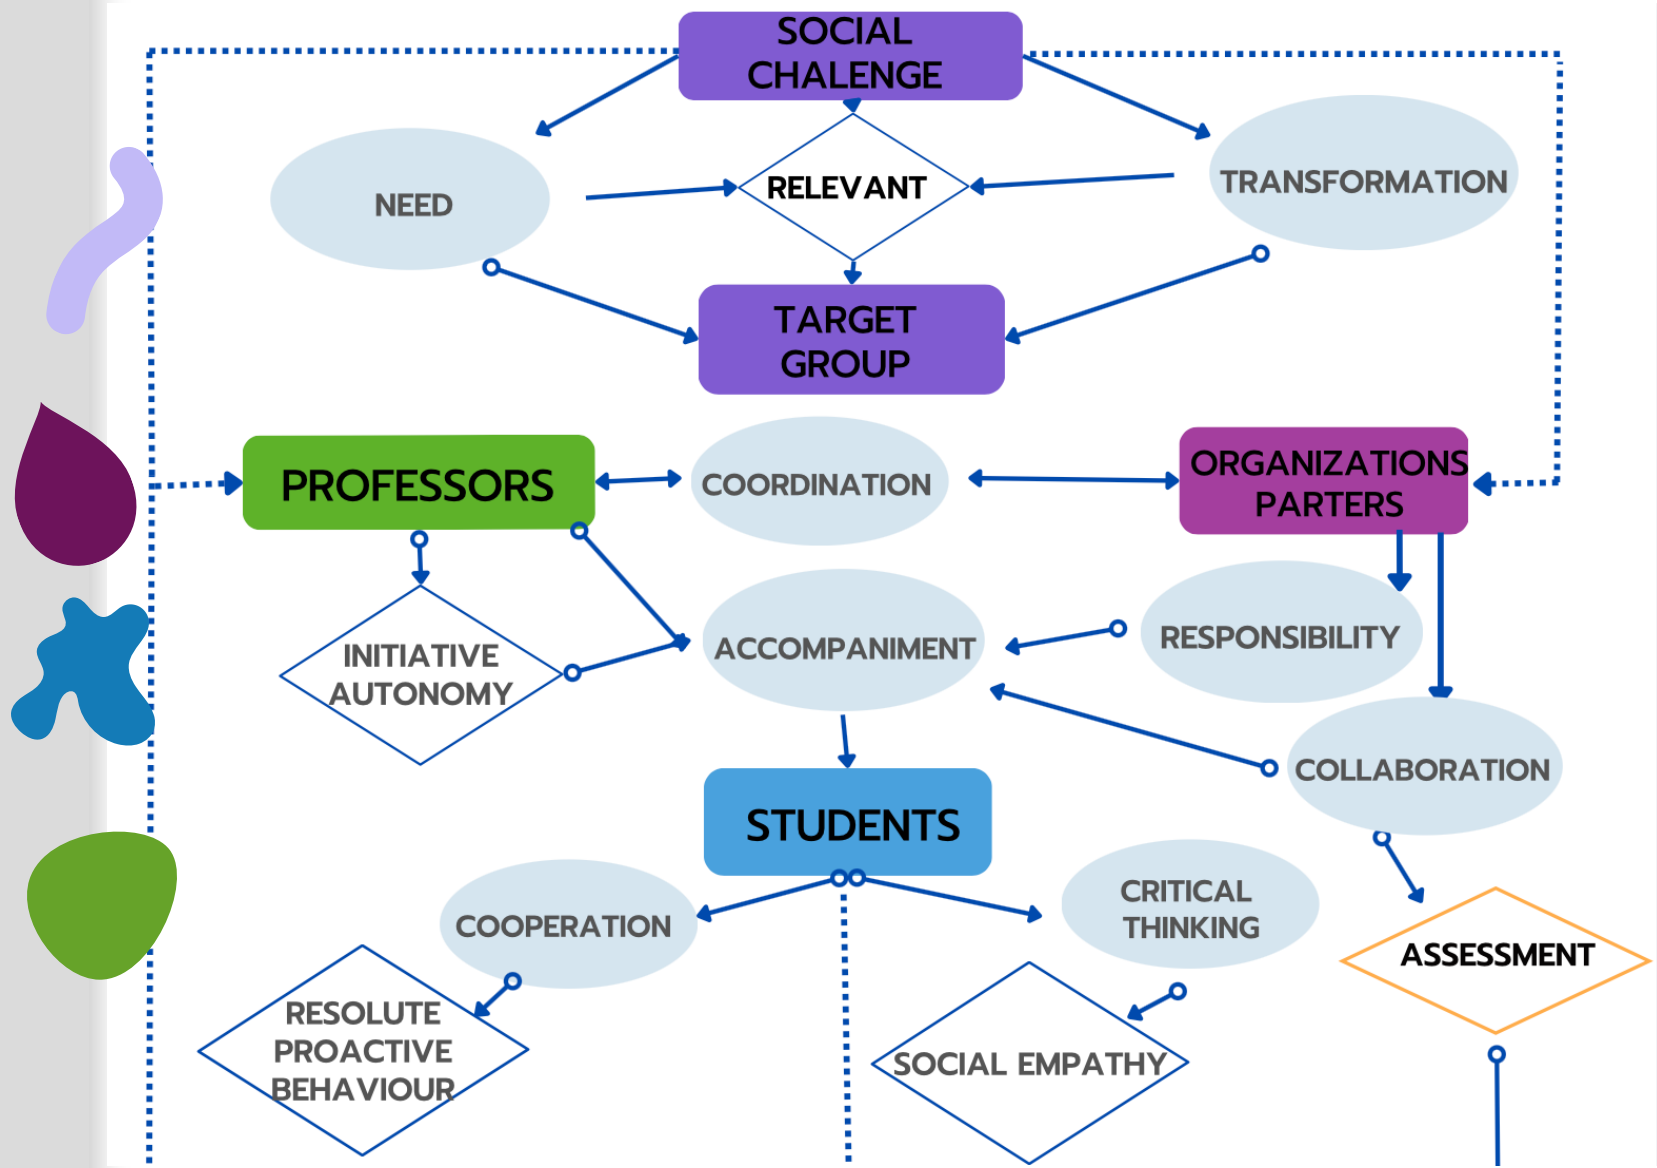 SOCIAL
CHALENGE
NEED
RELEVANT
TRANSFORMATION
TARGET
GROUP
PROFESSORS
COORDINATION
ORGANIZATIONS
PARTERS
INITIATIVE
AUTONOMY
ACCOMPANIMENT
RESPONSIBILITY
COLLABORATION
STUDENTS
COOPERATION
CRITICAL
THINKING
ASSESSMENT
RESOLUTE
PROACTIVE
BEHAVIOUR
SOCIAL EMPATHY